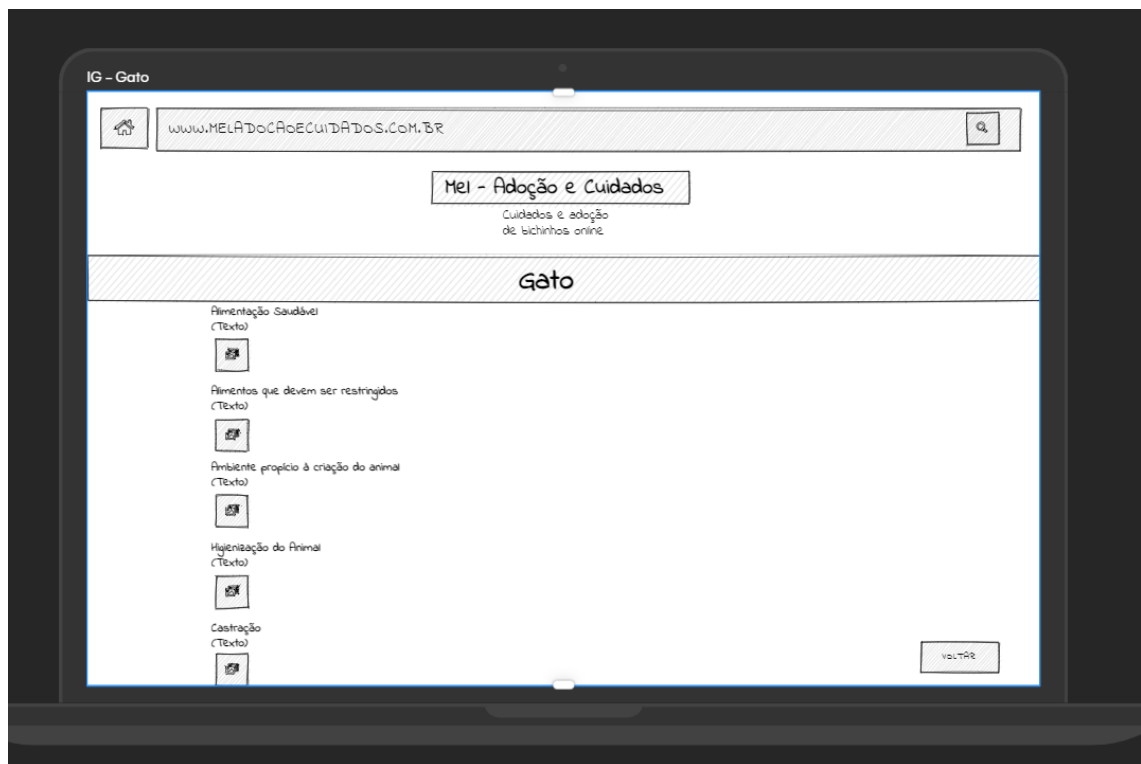 IG – Gato
WWW.MELADOCAOECUIDADOS.COM.BR
Mel - Adoção e Cuidados
Cuidados e adoção
de bichinhos online
Gato
Alimentação Saudável
(Texto)
Alimentos que devem ser restringidos
(Texto)
Ambiente propício à criação do animal
(Texto)
Higienização do Animal
(Texto)
Castração
(Texto)
VOLTAR